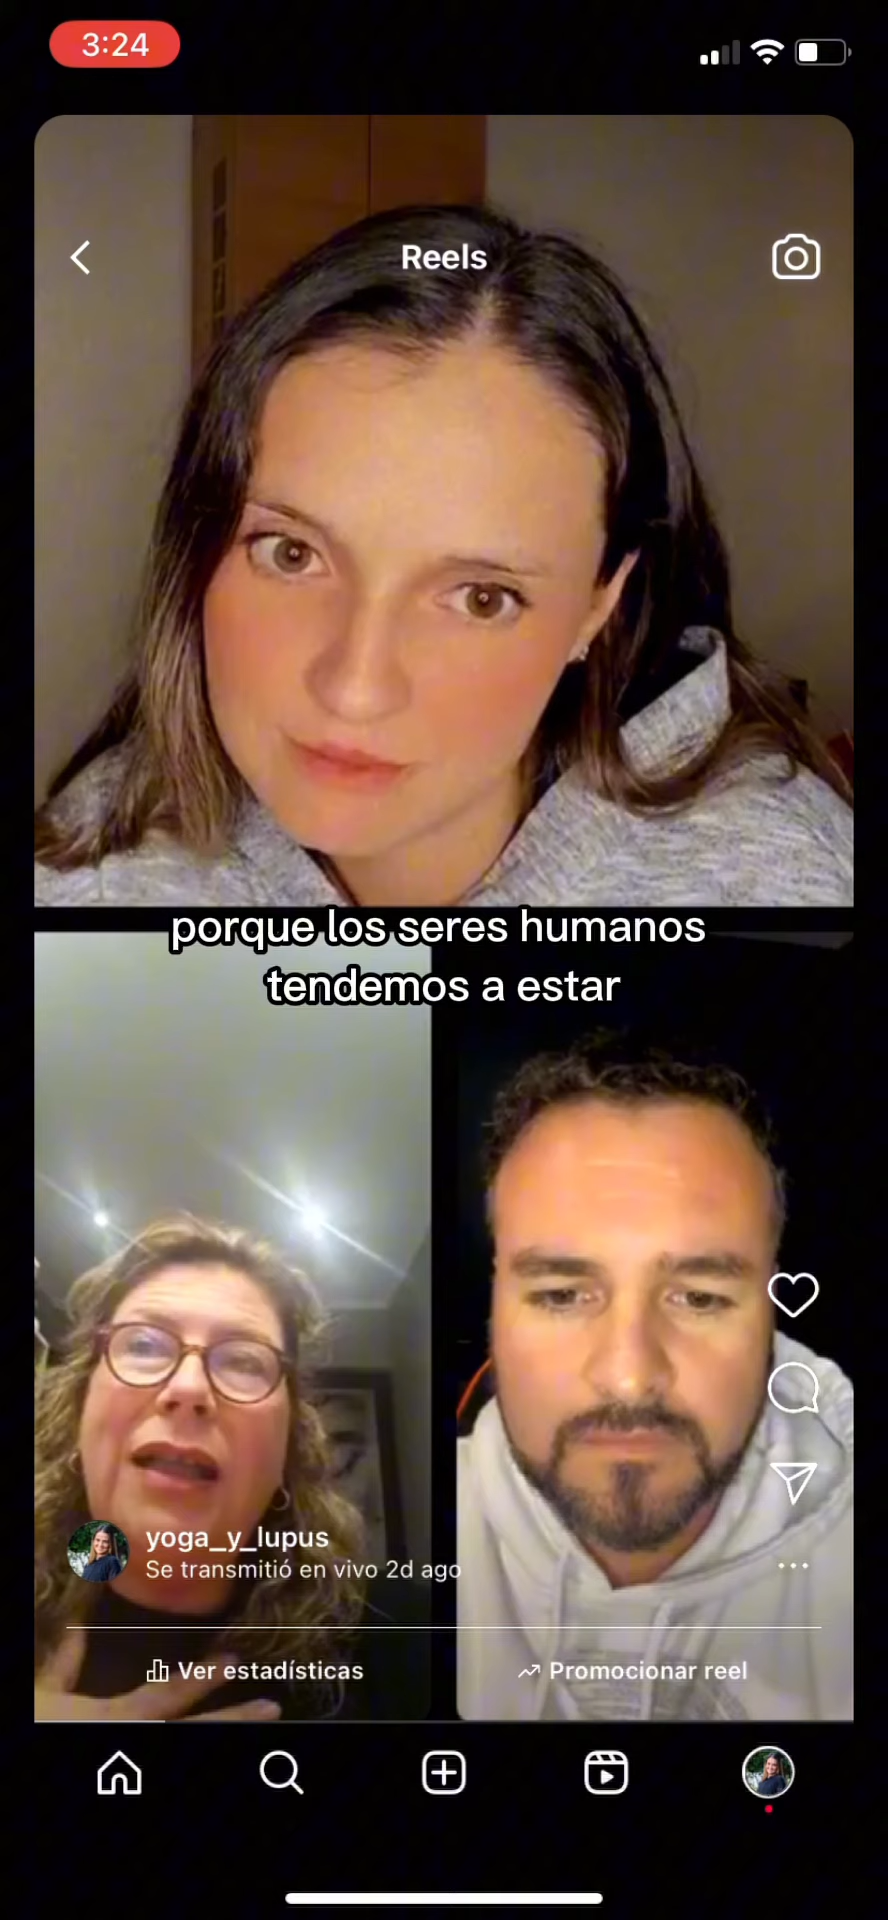 3:24
Reels
porque los seres humanos
tendemos a estar
yoga_y_lupus
Se transmitió en vivo 2d ago
Ver estadísticas
Promocionar reel